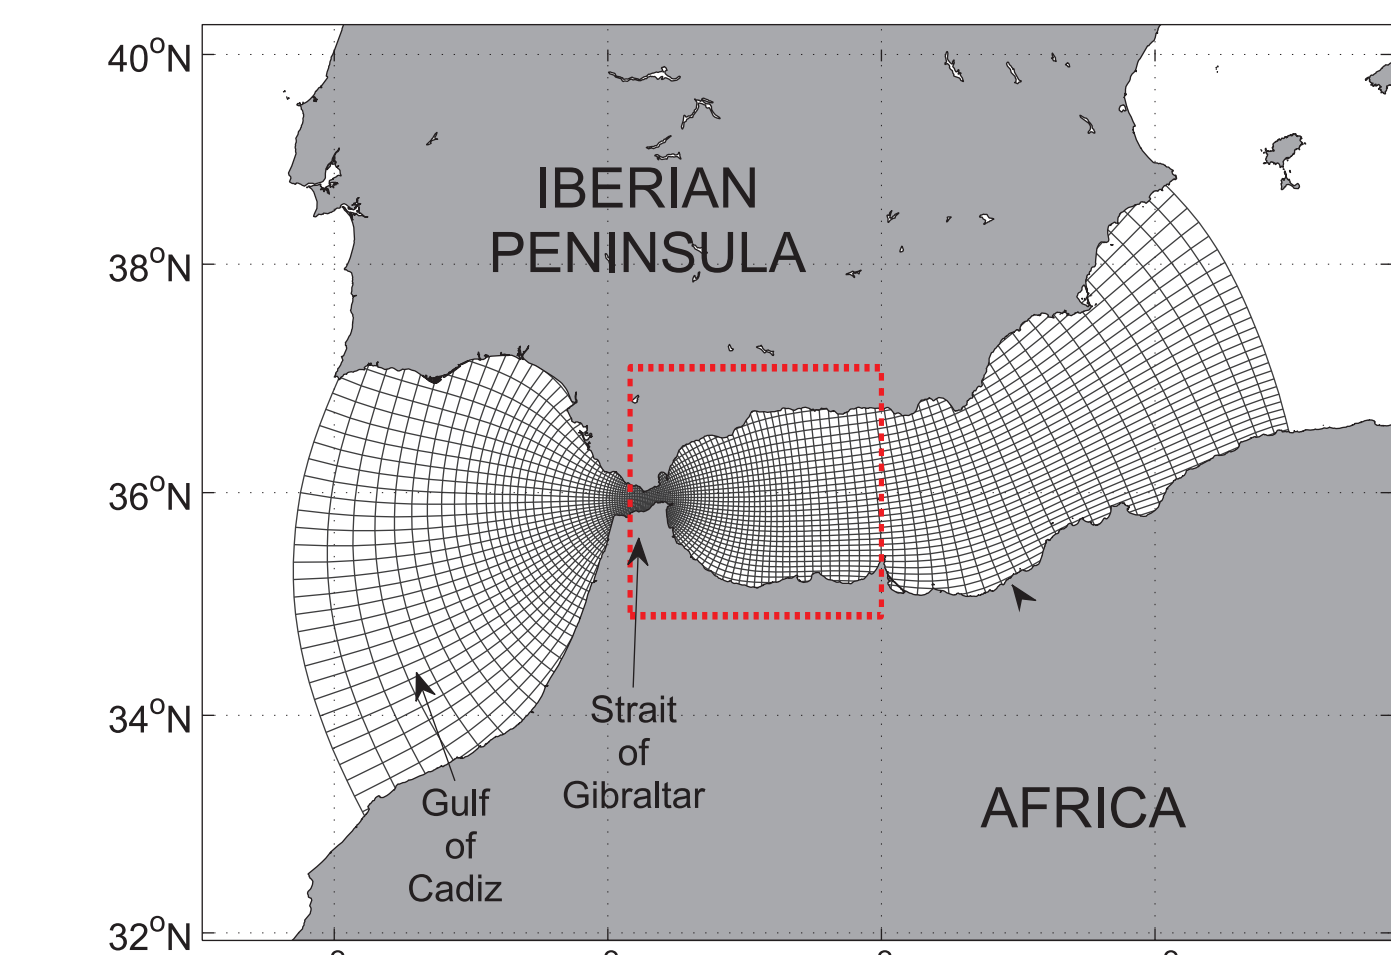 40°N
IBERIAN
PENINSULA
38°N
36°N
34°N
Strait
of
Gibraltar
Gulf
of
Cadiz
AFRICA
32°N